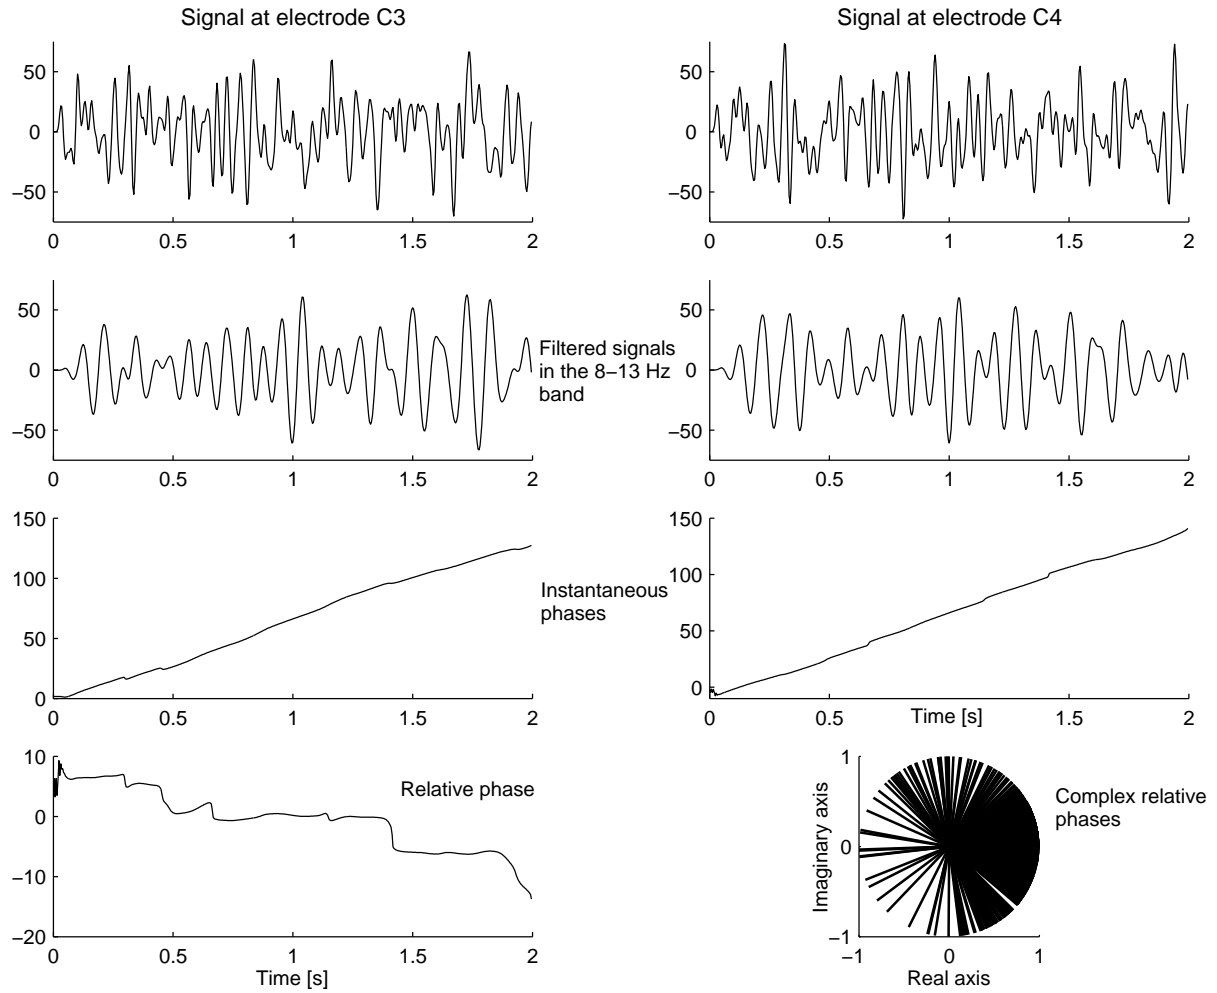 Signal at electrode C3
Signal at electrode C4
50
0
−50
0 0.5 1 1.5 2
50
0
−50
0 0.5 1 1.5 2
50
0
−50
0 0.5 1 1.5 2
Filtered signals
in the 8−13 Hz
band
50
0
−50
0 0.5 1 1.5 2
150
100
50
0
0 0.5 1 1.5 2
Instantaneous
phases
150
100
50
0
0 0.5 Time [s] 1.5 2
10
0
−10
−20
0 0.5 1 1.5 2
Time [s]
Relative phase
1
0
−1
−1 0 1
Imaginary axis
Real axis
Complex relative
phases